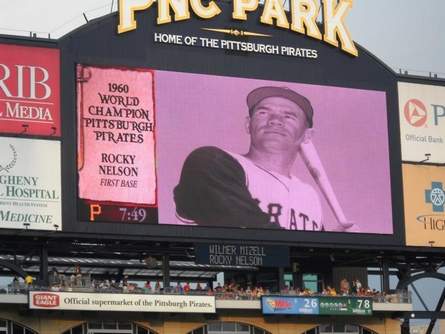 PNC PARK
HOME OF THE PITTSBURGH PIRATES
RIB
MEDIA
1960
WORLD
CHAMPION
PITTSBURGH
PIRATES
ROCKY
NELSON
FIRST BASE
P 7:49
PNC
Official Bank
GHENY
HOSPITAL
MEDICINE
HIGH
WILMER MIZELL
ROCKY NELSON
GIANT EAGLE Official supermarket of the Pittsburgh Pirates.
26
78